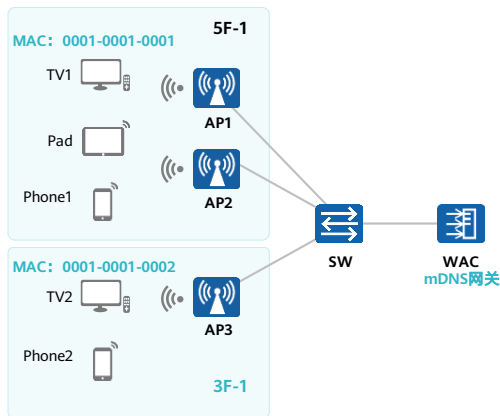 5F-1
MAC：0001-0001-0001
TV1
AP1
Pad
AP2
Phone1
SW
WAC
mDNS网关
MAC：0001-0001-0002
TV2
AP3
Phone2
3F-1